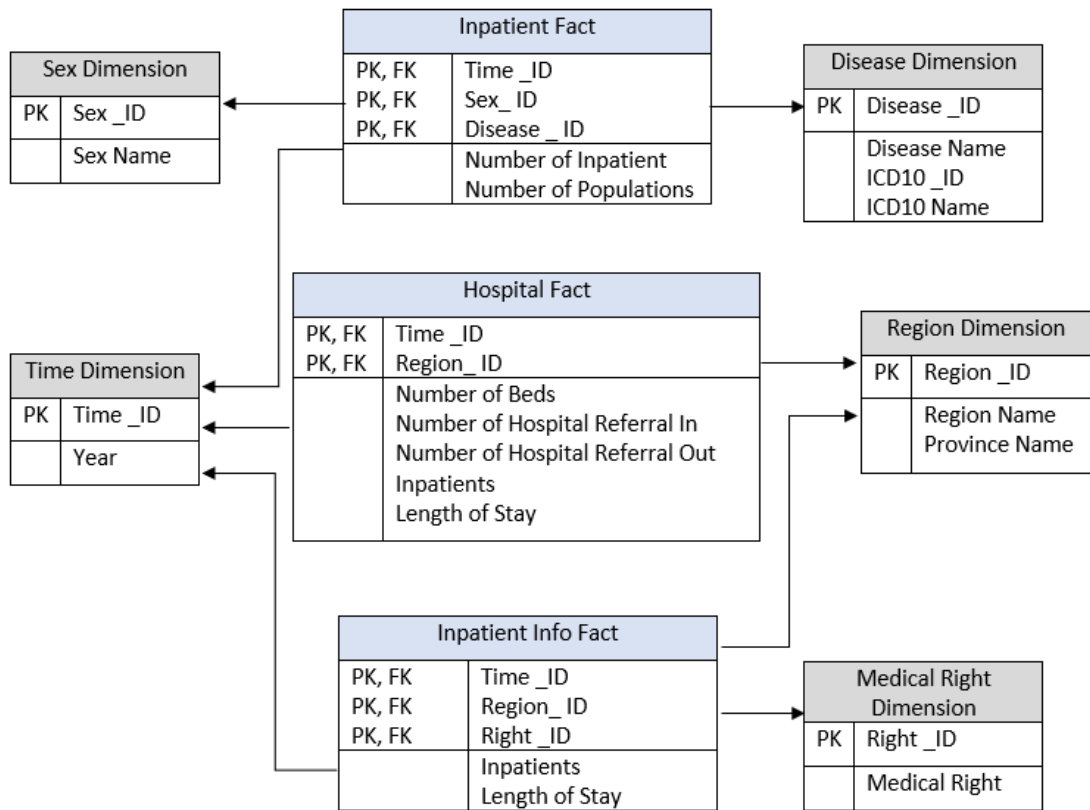 Inpatient Fact
PK, FK Time _ID
PK, FK Sex_ ID
PK, FK Disease _ ID
Number of Inpatient
Number of Populations
Sex Dimension
PK Sex _ID
Sex Name
Disease Dimension
PK Disease _ID
Disease Name
ICD10 _ID
ICD10 Name
Hospital Fact
PK, FK Time _ID
PK, FK Region_ ID
Number of Beds
Number of Hospital Referral In
Number of Hospital Referral Out
Inpatients
Length of Stay
Time Dimension
PK Time _ID
Year
Region Dimension
PK Region _ID
Region Name
Province Name
Inpatient Info Fact
PK, FK Time _ID
PK, FK Region_ ID
PK, FK Right _ID
Inpatients
Length of Stay
Medical Right
Dimension
PK Right _ID
Medical Right